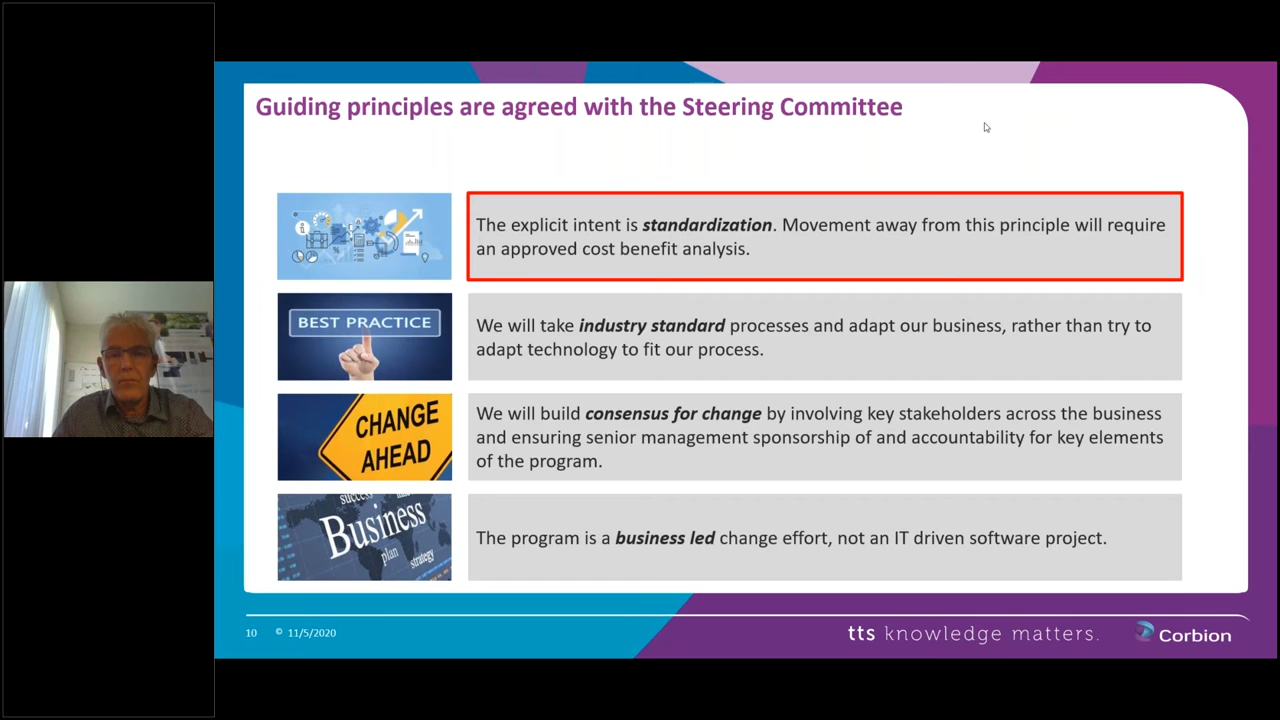 Guiding principles are agreed with the Steering Committee
The explicit intent is standardization. Movement away from this principle will require
an approved cost benefit analysis.
BEST PRACTICE
We will take industry standard processes and adapt our business, rather than try to
adapt technology to fit our process.
CHANGE
AHEAD
We will build consensus for change by involving key stakeholders across the business
and ensuring senior management sponsorship of and accountability for key elements
of the program.
success
Business
plan
strategy
The program is a business led change effort, not an IT driven software project.
10 © 11/5/2020
tts knowledge matters.
Corbion